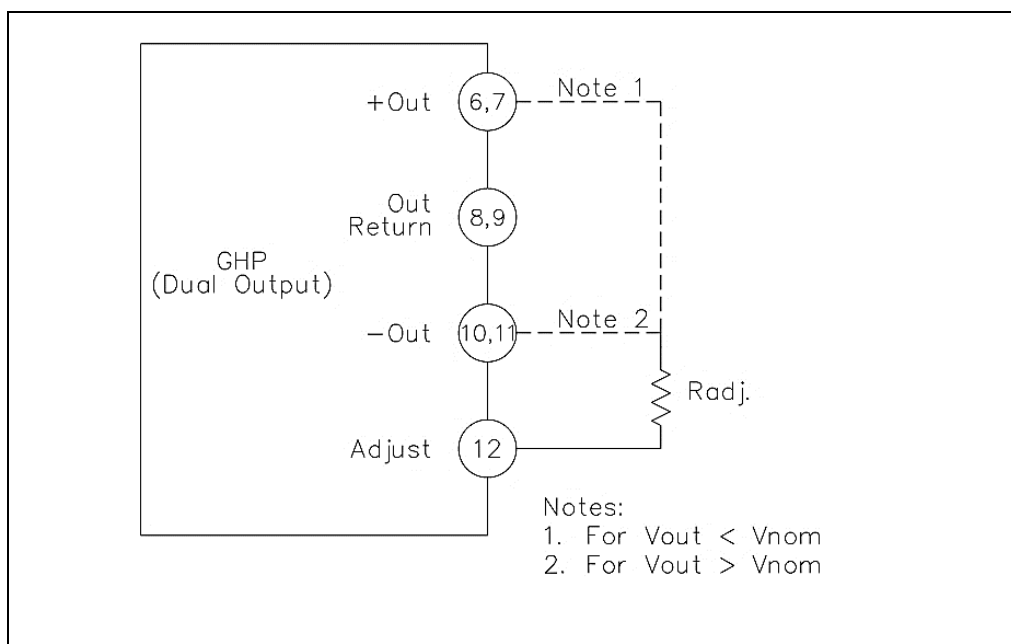 +Out
6,7
Note 1
Out
Return
8,9
GHP
(Dual Output)
-Out
10,11
Note 2
Radj.
Adjust
12
Notes:
1. For Vout < Vnom
2. For Vout > Vnom